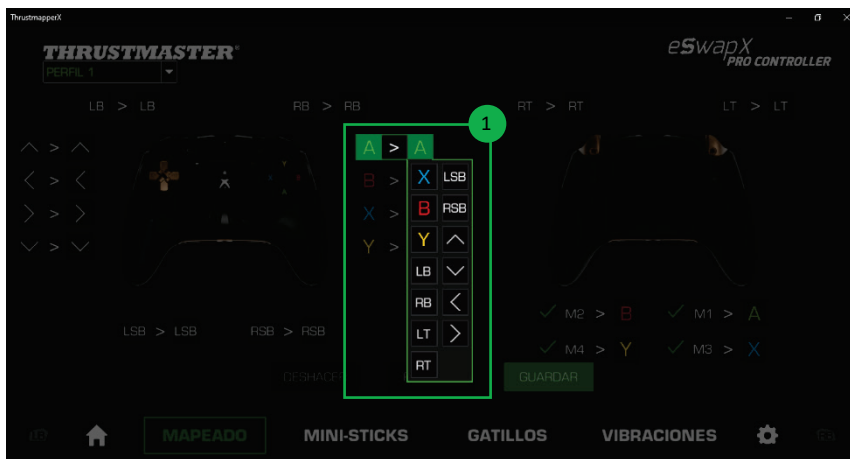 ThrustmapperX
THRUSTMASTER®
eSwapX
PRO CONTROLLER
PERFIL 1
LB > LB
RB > RB
RT > RT
LT > LT
1
A > A
B >
X >
Y >
X LSB
B RSB
Y
LB
RB
LT
RT
LSB > LSB
RSB > RSB
M2 > B
M1 > A
M4 > Y
M3 > X
DESHACER
GUARDAR
MAPEADO
MINI-STICKS
GATILLOS
VIBRACIONES